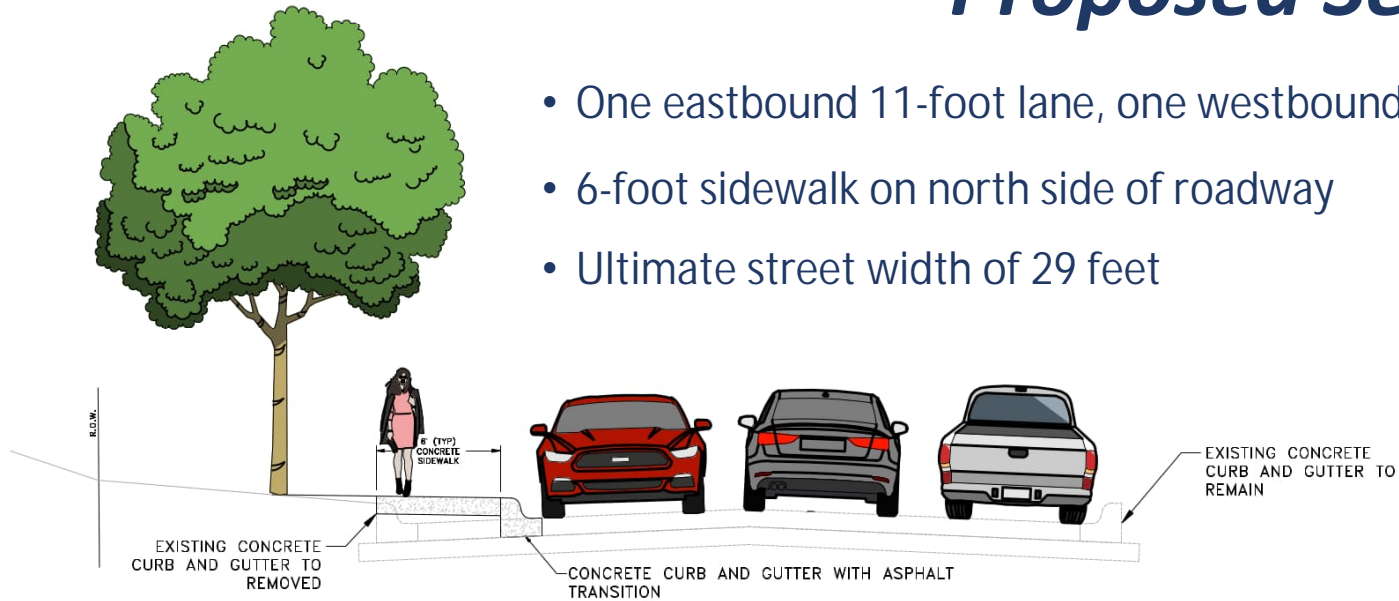 • One eastbound 11-foot lane, one westbound
• 6-foot sidewalk on north side of roadway
• Ultimate street width of 29 feet
R.O.W.
6' (TYP)
CONCRETE
SIDEWALK
EXISTING CONCRETE
CURB AND GUTTER TO
REMAIN
EXISTING CONCRETE
CURB AND GUTTER TO
REMOVED
CONCRETE CURB AND GUTTER WITH ASPHALT
TRANSITION